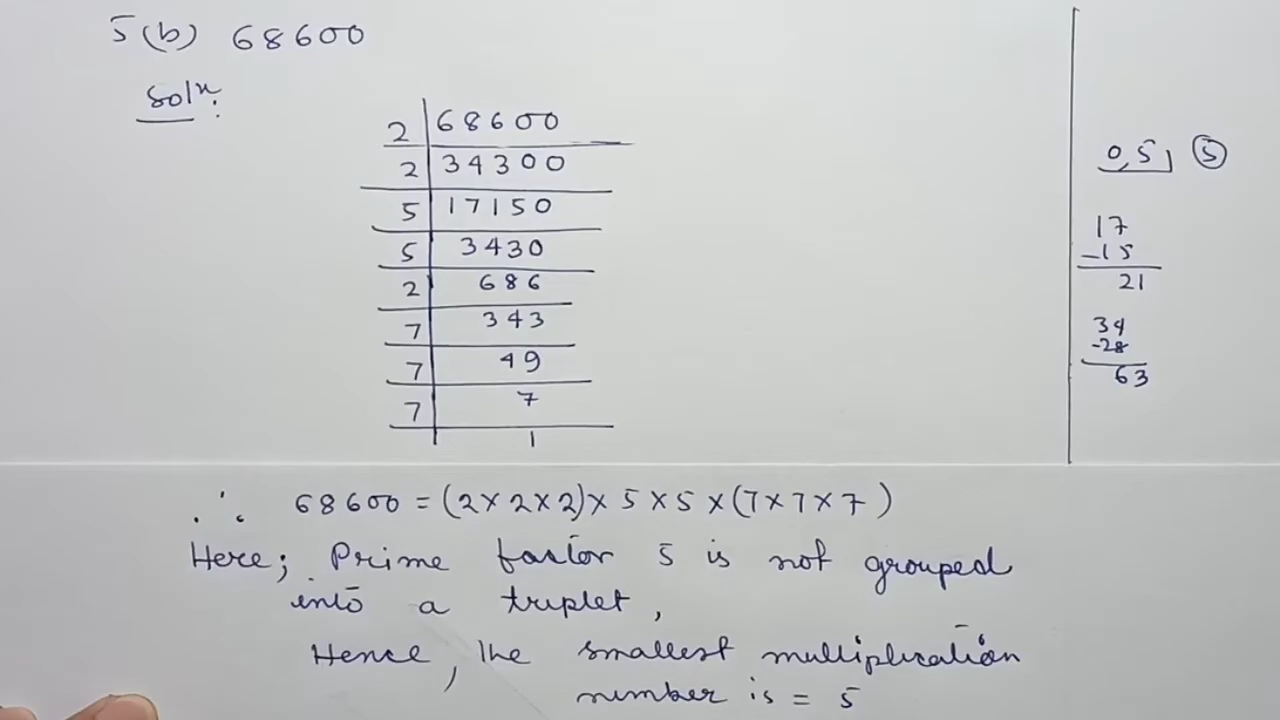 5(b) 68600
Solⁿ:
2 | 68600
2 | 34300
5 | 17150
5 | 3430
2 | 686
7 | 343
7 | 49
7 | 7
1
0, 5, ⑤
17
-15
21
34
-28
63
∴ 68600 = (2×2×2)×5×5×(7×7×7)
Here; Prime factor 5 is not grouped
into a triplet,
Hence, the smallest multiplication
number is = 5